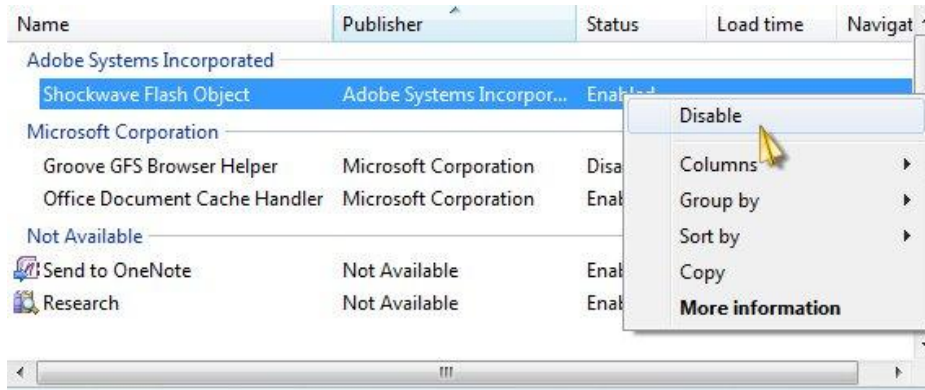 Name Publisher Status Load time Navigat
Adobe Systems Incorporated
Shockwave Flash Object Adobe Systems Incorpor... Enabled
Disable
Microsoft Corporation
Groove GFS Browser Helper Microsoft Corporation Disa
Columns
Office Document Cache Handler Microsoft Corporation Enab
Group by
Not Available
Sort by
Send to OneNote Not Available Enab
Copy
Research Not Available Enab
More information